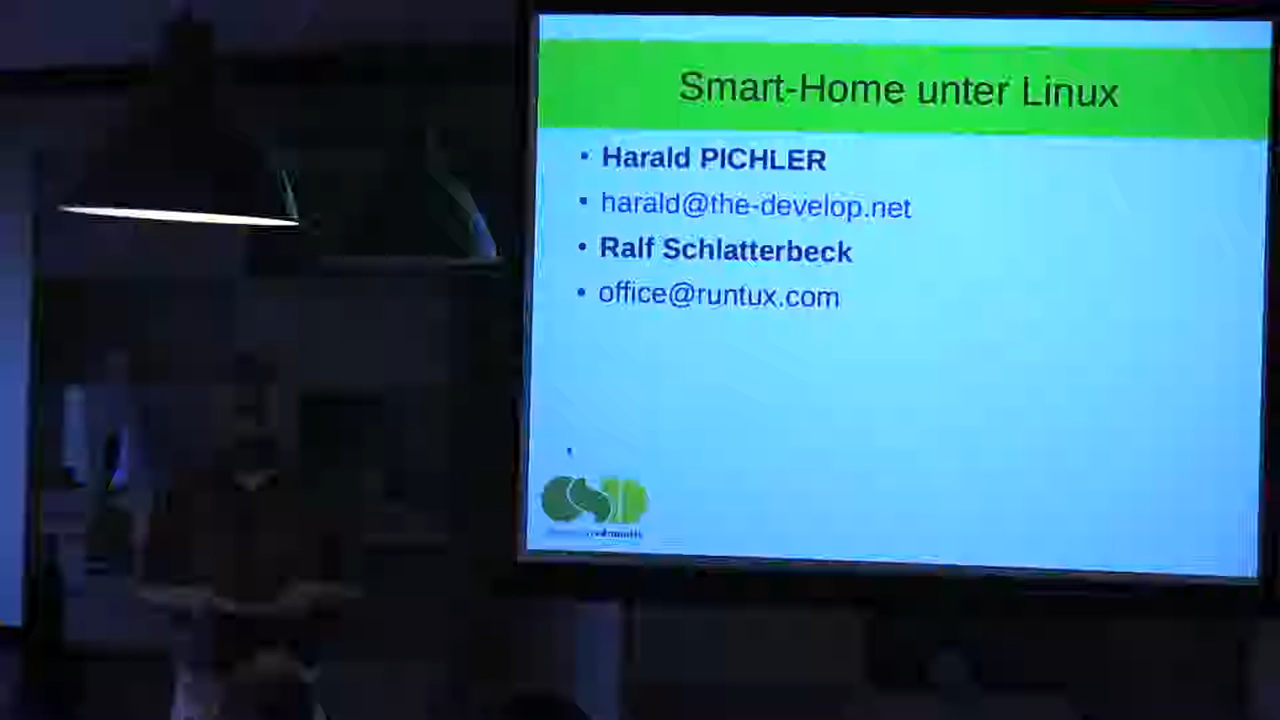 Smart-Home unter Linux
• Harald PICHLER
• harald@the-develop.net
• Ralf Schlatterbeck
• office@runtux.com